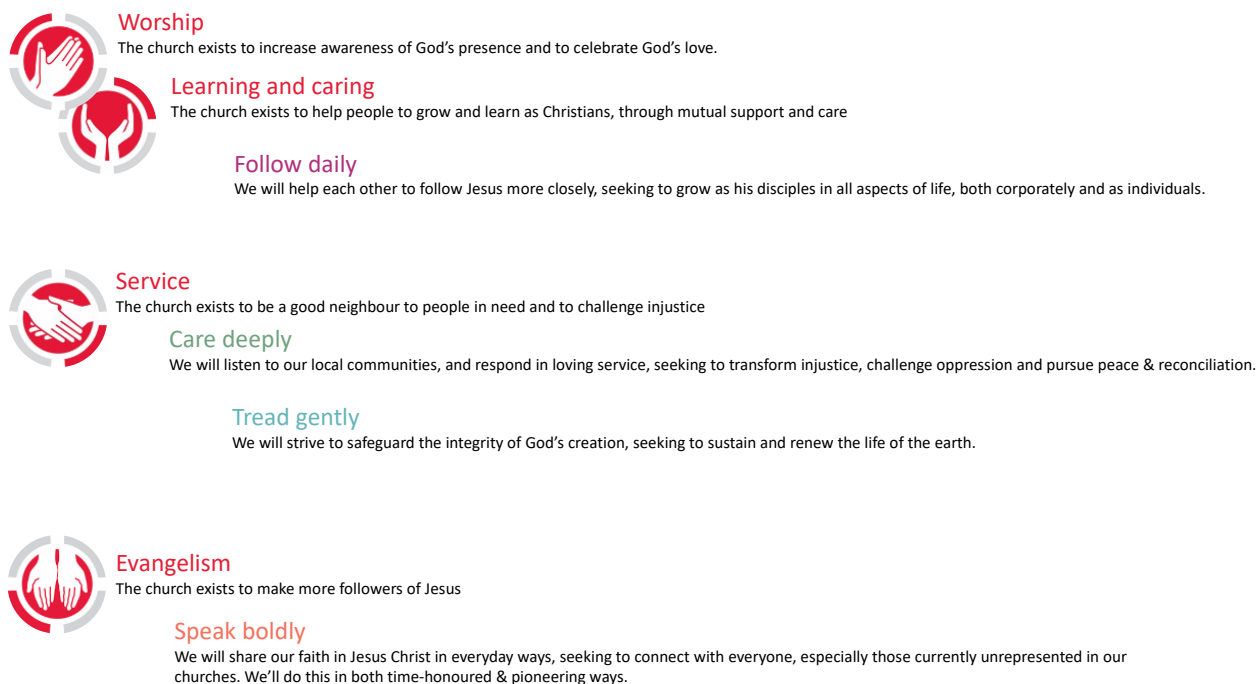 Worship
The church exists to increase awareness of God’s presence and to celebrate God’s love.
Learning and caring
The church exists to help people to grow and learn as Christians, through mutual support and care
Follow daily
We will help each other to follow Jesus more closely, seeking to grow as his disciples in all aspects of life, both corporately and as individuals.
Service
The church exists to be a good neighbour to people in need and to challenge injustice
Care deeply
We will listen to our local communities, and respond in loving service, seeking to transform injustice, challenge oppression and pursue peace & reconciliation.
Tread gently
We will strive to safeguard the integrity of God’s creation, seeking to sustain and renew the life of the earth.
Evangelism
The church exists to make more followers of Jesus
Speak boldly
We will share our faith in Jesus Christ in everyday ways, seeking to connect with everyone, especially those currently unrepresented in our
churches. We’ll do this in both time-honoured & pioneering ways.